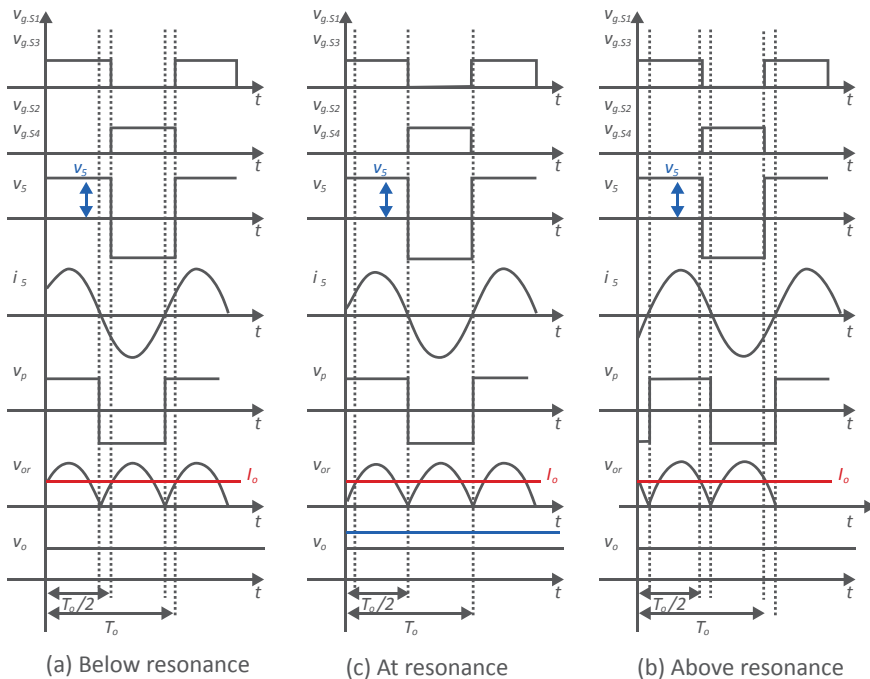 v_g.S1
v_g.S3
t
v_g.S2
v_g.S4
t
v_5
v_5
t
i_5
t
v_p
t
v_or
I_o
t
v_o
t
T_o/2
T_o
(a) Below resonance
v_g.S1
v_g.S3
t
v_g.S2
v_g.S4
t
v_5
v_5
t
i_5
t
v_p
t
v_or
I_o
t
v_o
t
T_o/2
T_o
(c) At resonance
v_g.S1
v_g.S3
t
v_g.S2
v_g.S4
t
v_5
v_5
t
i_5
t
v_p
t
v_or
I_o
t
v_o
t
T_o/2
T_o
(b) Above resonance